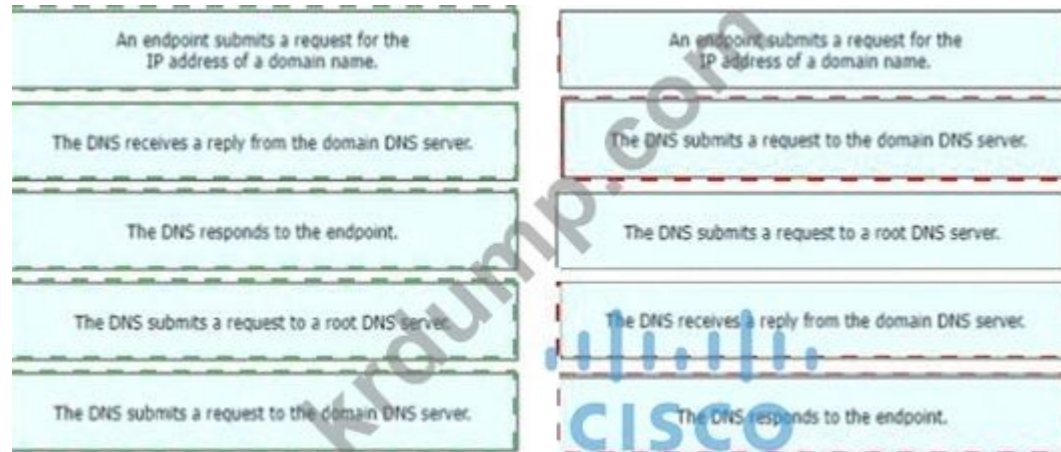 An endpoint submits a request for the
IP address of a domain name.
The DNS receives a reply from the domain DNS server.
The DNS responds to the endpoint.
The DNS submits a request to a root DNS server.
The DNS submits a request to the domain DNS server.
An endpoint submits a request for the
IP address of a domain name.
The DNS submits a request to the domain DNS server.
The DNS submits a request to a root DNS server.
The DNS receives a reply from the domain DNS server.
The DNS responds to the endpoint.
krdump.com
CISCO